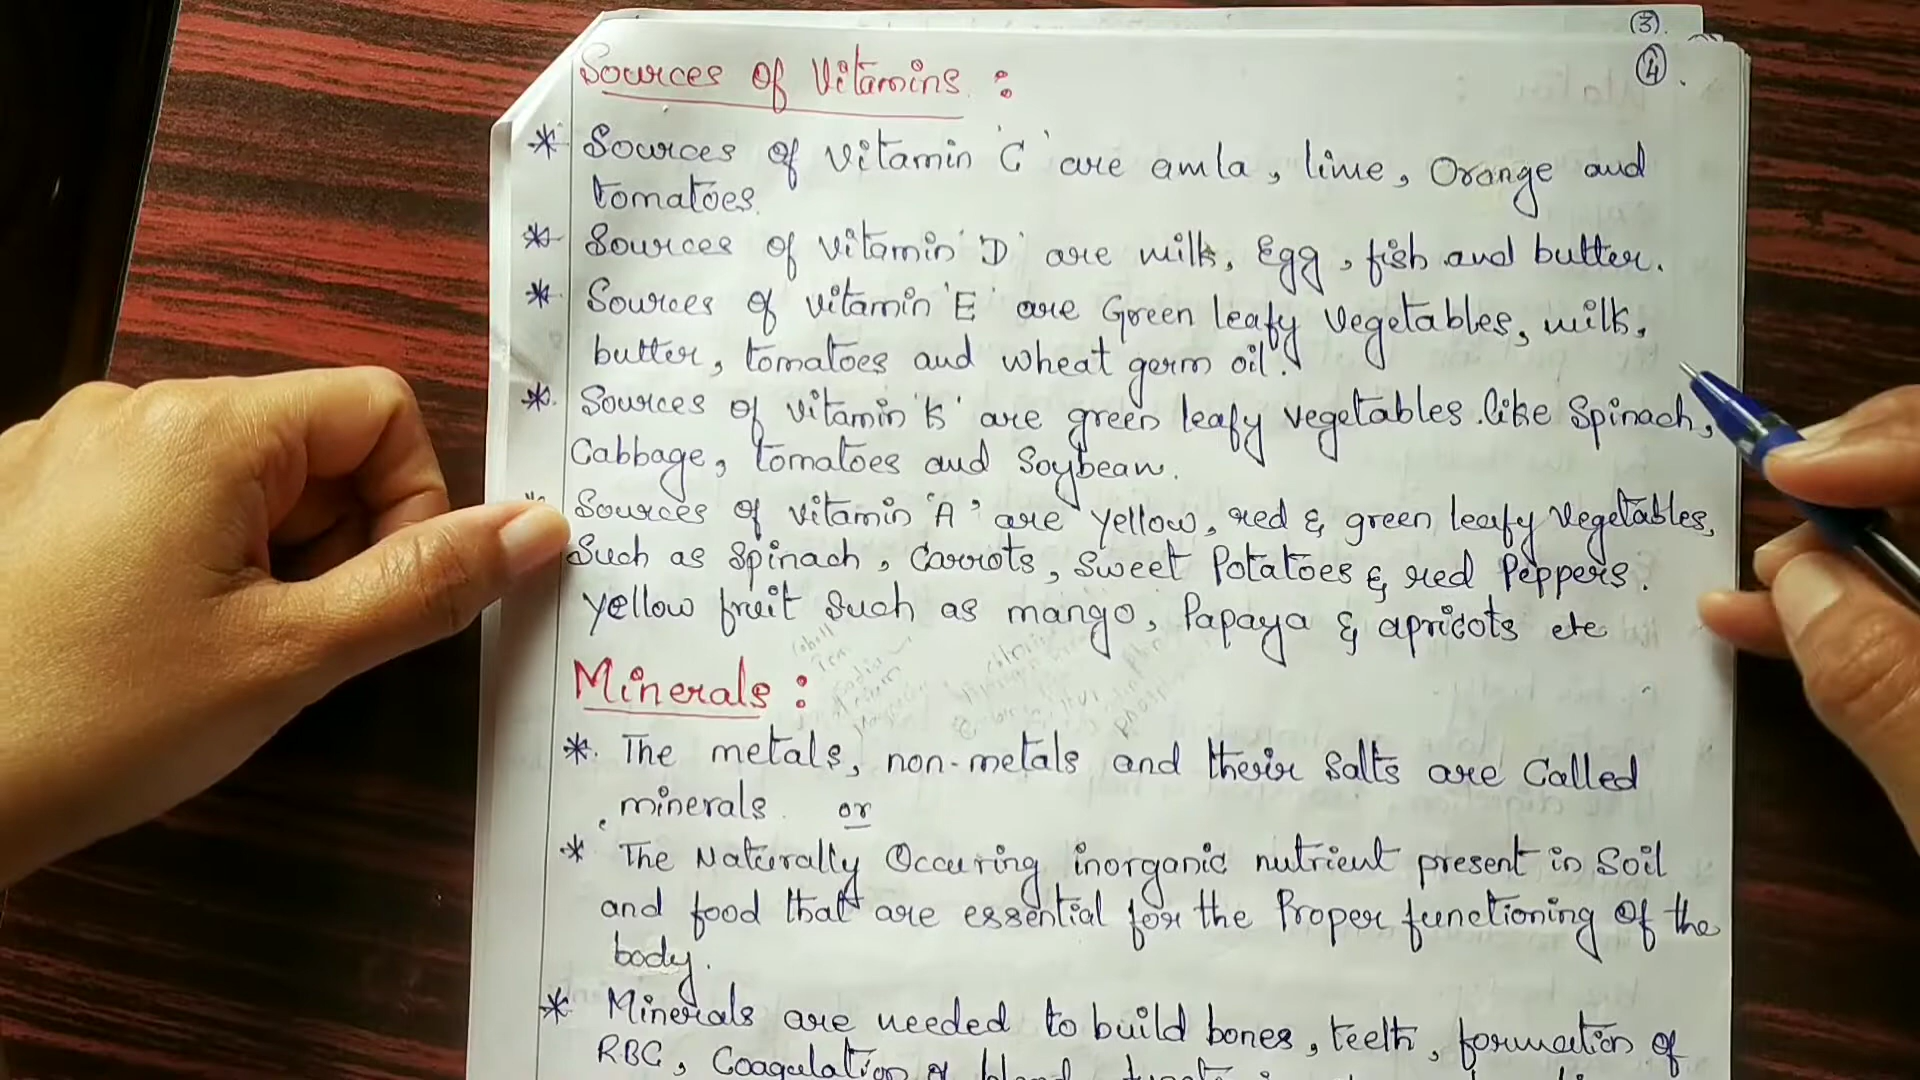 (3).
(4).
Sources of Vitamins :
* Sources of vitamin 'C' are amla, lime, Orange and
tomatoes.
* Sources of vitamin 'D' are milk, Egg, fish and butter.
* Sources of vitamin 'E' are Green leafy vegetables, milk,
butter, tomatoes and wheat germ oil.
*. Sources of vitamin 'K' are green leafy vegetables like Spinach,
Cabbage, tomatoes and Soybean.
* Sources of vitamin 'A' are yellow, red & green leafy vegetables,
Such as spinach, Carrots, Sweet Potatoes & red Peppers.
yellow fruit such as mango, Papaya & apricots etc
Minerals :
*. The metals, non-metals and their Salts are Called
minerals or
* The Naturally Occuring inorganic nutrient present in Soil
and food that are essential for the Proper functioning of the
body.
* Minerals are needed to build bones, teeth, formation of
RBC, Coagulation of blood,